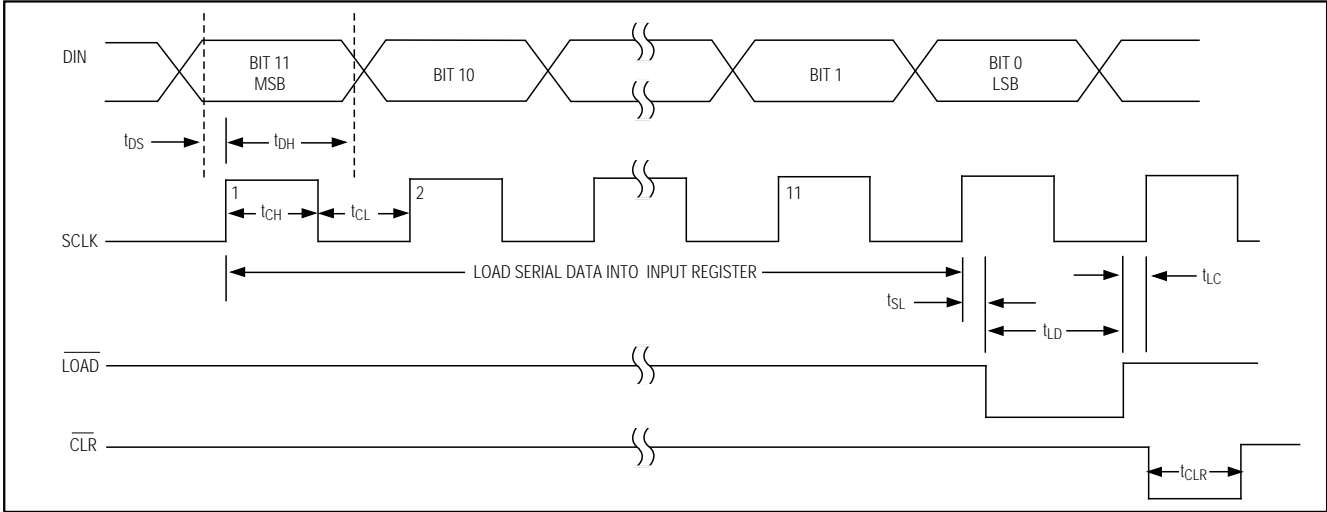 DIN
BIT 11
MSB
BIT 10
BIT 1
BIT 0
LSB
tDS
tDH
1
2
11
tCH
tCL
SCLK
LOAD SERIAL DATA INTO INPUT REGISTER
tLC
tSL
tLD
LOAD
CLR
tCLR